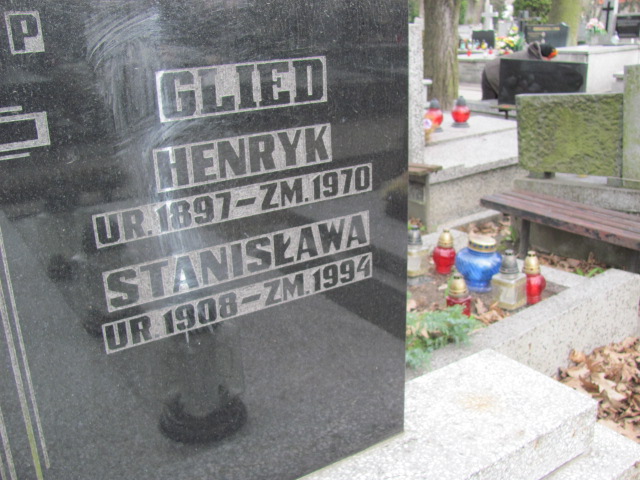 P
GLIED
HENRYK
UR. 1897-ZM. 1970
STANISŁAWA
UR. 1908-ZM. 1994